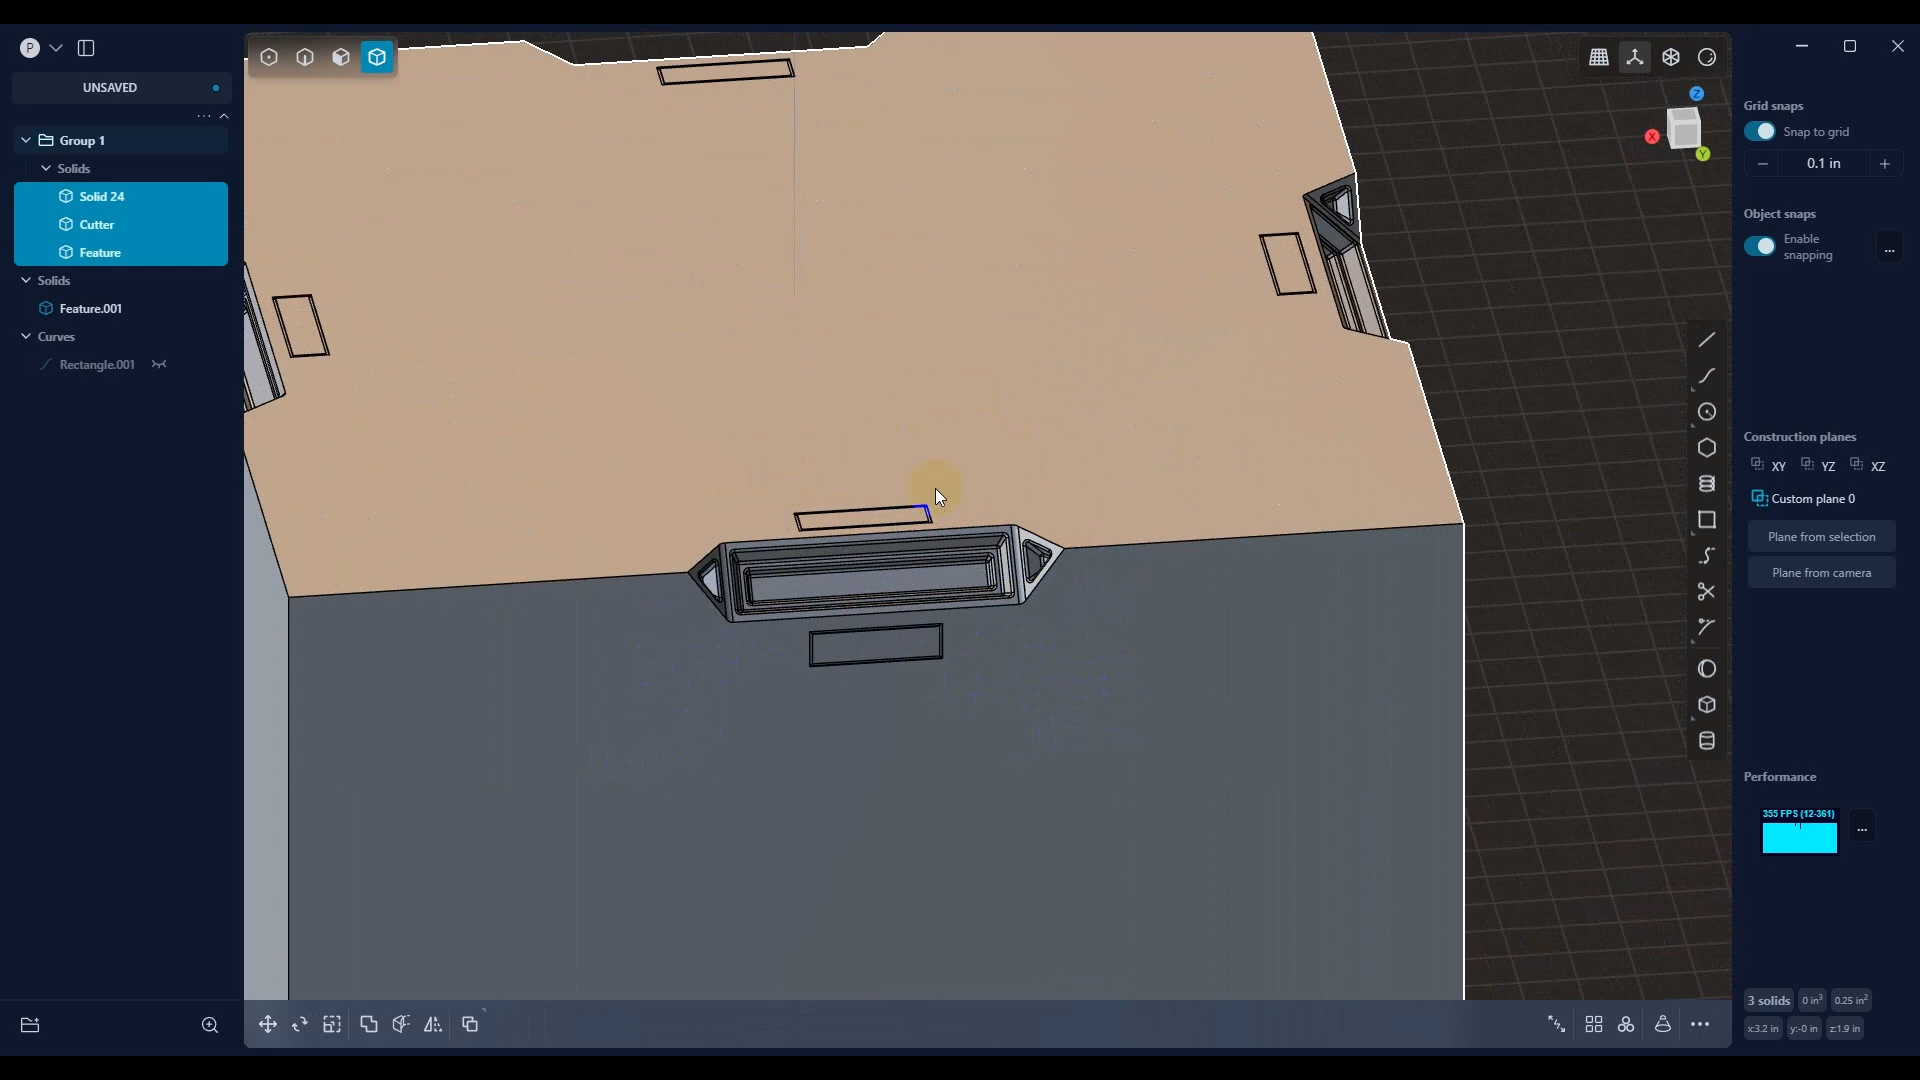 P
UNSAVED
Group 1
Solids
Solid 24
Cutter
Feature
Solids
Feature.001
Curves
Rectangle.001
Z
X
Y
Grid snaps
Snap to grid
0.1 in
Object snaps
Enable
snapping
Construction planes
XY YZ XZ
Custom plane 0
Plane from selection
Plane from camera
Performance
355 FPS (12-361)
3 solids 0 in³ 0.25 in²
x:3.2 in y:-0 in z:1.9 in